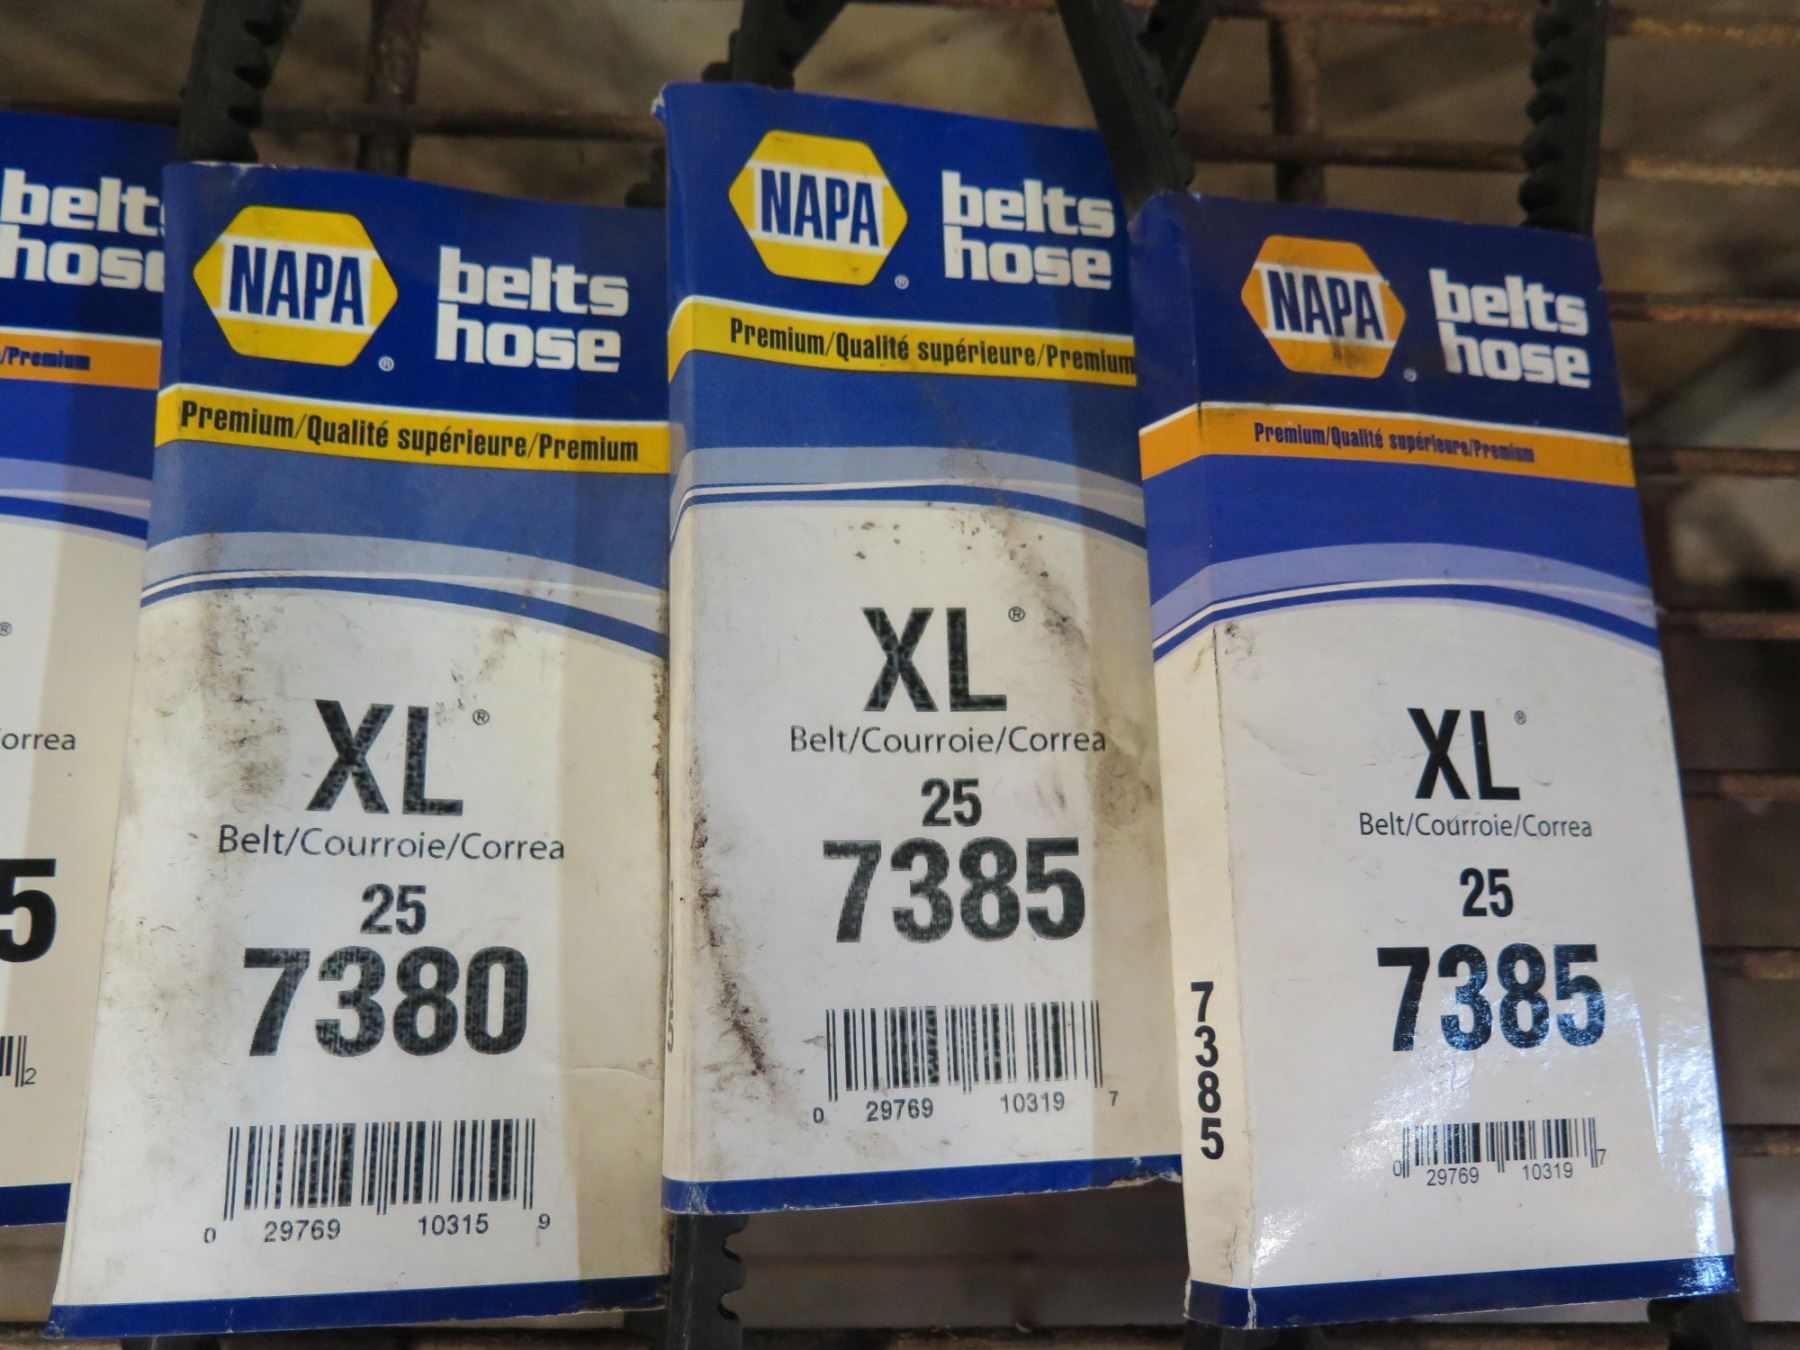 belts
hose
/Premium
®
orrea
5
2
NAPA
®
belts
hose
Premium/Qualité supérieure/Premium
XL®
Belt/Courroie/Correa
25
7380
0 29769 10315 9
NAPA
®
belts
hose
Premium/Qualité supérieure/Premium
XL®
Belt/Courroie/Correa
25
7385
0 29769 10319 7
NAPA
®
belts
hose
Premium/Qualité supérieure/Premium
XL®
Belt/Courroie/Correa
25
7385
7385
0 29769 10319 7